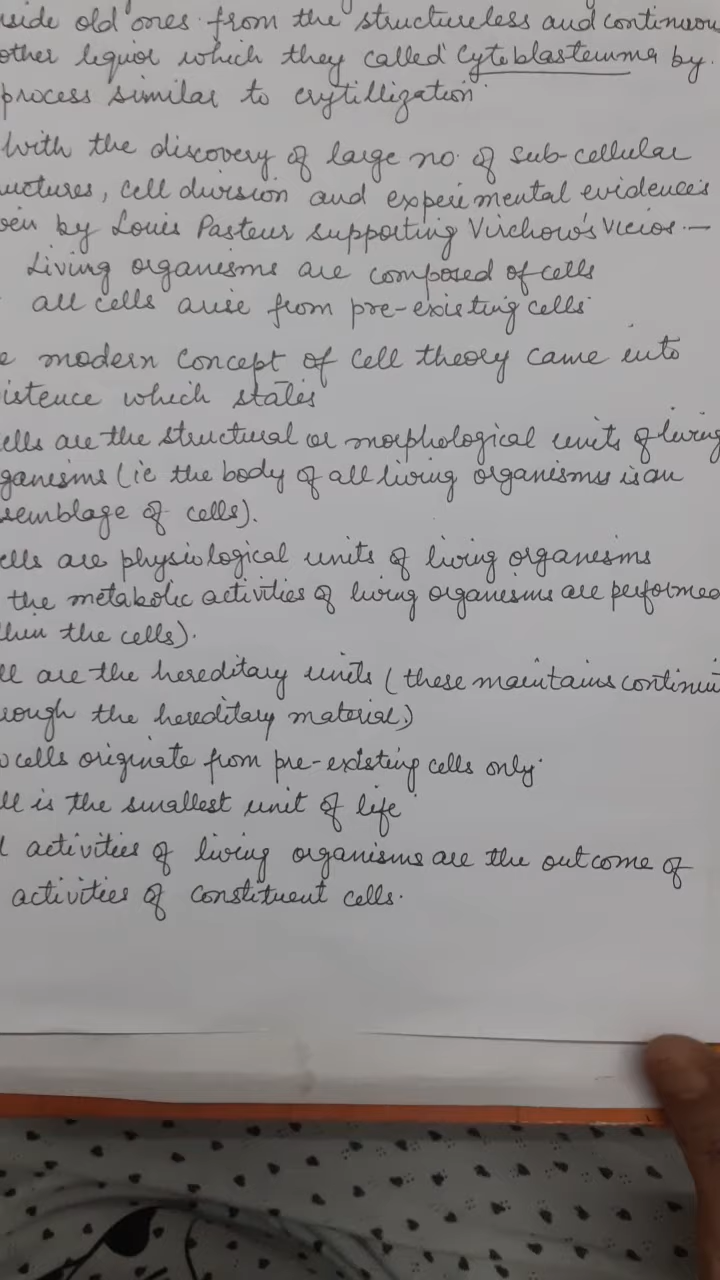 side old ones from the structureless and continuou
other liquor which they called Cytoblastemma by
process similar to crytillization
With the discovery of large no. of sub-cellular
uctures, cell division and experimental evidences
ven by Louis Pasteur supporting Virchow's Vicios :-
Living organisms are composed of cells
all cells arise from pre-existing cells
e modern concept of cell theory came into
istence which states
ells are the structural or morphological units of living
ganisms (ie the body of all living organisms is an
semblage of cells).
ells are physiological units of living organisms
the metabolic activities of living organisms are performed
thin the cells).
ll are the hereditary units (these maintains continui
rough the hereditary material)
cells originate from pre-existing cells only.
ll is the smallest unit of life
l activities of living organisms are the outcome of
activities of constituent cells.